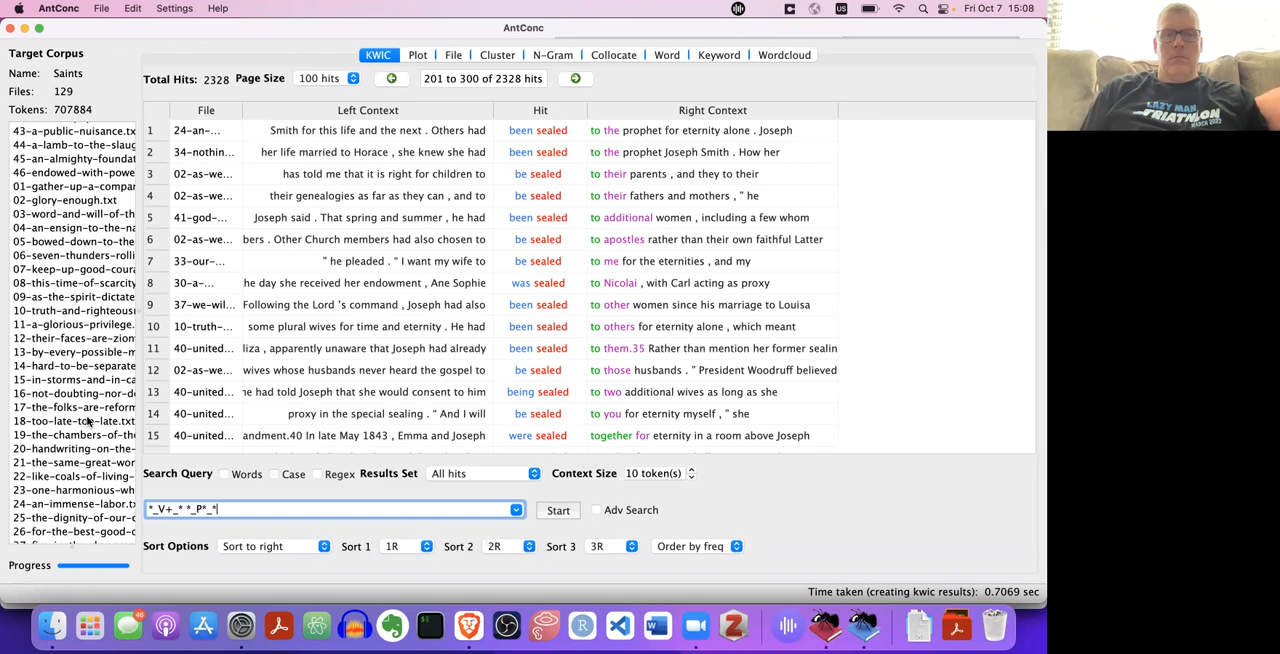 AntConc File Edit Settings Help
46
US
Fri Oct 7 15:08
AntConc
Target Corpus
Name: Saints
Files: 129
Tokens: 707884
43-a-public-nuisance.tx
44-a-lamb-to-the-slaug
45-an-almighty-foundat
46-endowed-with-powe
01-gather-up-a-compar
02-glory-enough.txt
03-word-and-will-of-th
04-an-ensign-to-the-na
05-bowed-down-to-the
06-seven-thunders-rolli
07-keep-up-good-coura
08-this-time-of-scarcity
09-as-the-spirit-dictate
10-truth-and-righteous
11-a-glorious-privilege.
12-their-faces-are-zion
13-by-every-possible-m
14-hard-to-be-separate
15-in-storms-and-in-ca
16-not-doubting-nor-d
17-the-folks-are-reform
18-too-late-too-late.txt
19-the-chambers-of-the
20-handwriting-on-the
21-the-same-great-wor
22-like-coals-of-living-
23-one-harmonious-wh
24-an-immense-labor.tx
25-the-dignity-of-our-c
26-for-the-best-good-c
Progress
KWIC Plot File Cluster N-Gram Collocate Word Keyword Wordcloud
Total Hits: 2328 Page Size 100 hits 201 to 300 of 2328 hits
File Left Context Hit Right Context
1 24-an-... Smith for this life and the next . Others had been sealed to the prophet for eternity alone . Joseph
2 34-nothin... her life married to Horace , she knew she had been sealed to the prophet Joseph Smith . How her
3 02-as-we... has told me that it is right for children to be sealed to their parents , and they to their
4 02-as-we... their genealogies as far as they can , and to be sealed to their fathers and mothers , " he
5 41-god-... Joseph said . That spring and summer , he had been sealed to additional women , including a few whom
6 02-as-we... bers . Other Church members had also chosen to be sealed to apostles rather than their own faithful Latter
7 33-our-... " he pleaded . " I want my wife to be sealed to me for the eternities , and my
8 30-a-... he day she received her endowment , Ane Sophie was sealed to Nicolai , with Carl acting as proxy
9 37-we-wil... Following the Lord 's command , Joseph had also been sealed to other women since his marriage to Louisa
10 10-truth-... some plural wives for time and eternity . He had been sealed to others for eternity alone , which meant
11 40-united... liza , apparently unaware that Joseph had already been sealed to them.35 Rather than mention her former sealin
12 02-as-we... wives whose husbands never heard the gospel to be sealed to those husbands . " President Woodruff believed
13 40-united... he had told Joseph that she would consent to him being sealed to two additional wives as long as she
14 40-united... proxy in the special sealing . " And I will be sealed to you for eternity myself , " she
15 40-united... andment.40 In late May 1843 , Emma and Joseph were sealed together for eternity in a room above Joseph
Search Query Words Case Regex Results Set All hits Context Size 10 token(s)
*_V+_* *_P*_*
Start Adv Search
Sort Options Sort to right Sort 1 1R Sort 2 2R Sort 3 3R Order by freq
Time taken (creating kwic results): 0.7069 sec
LAZY MAN
TRIATHLON
MARCH 2022